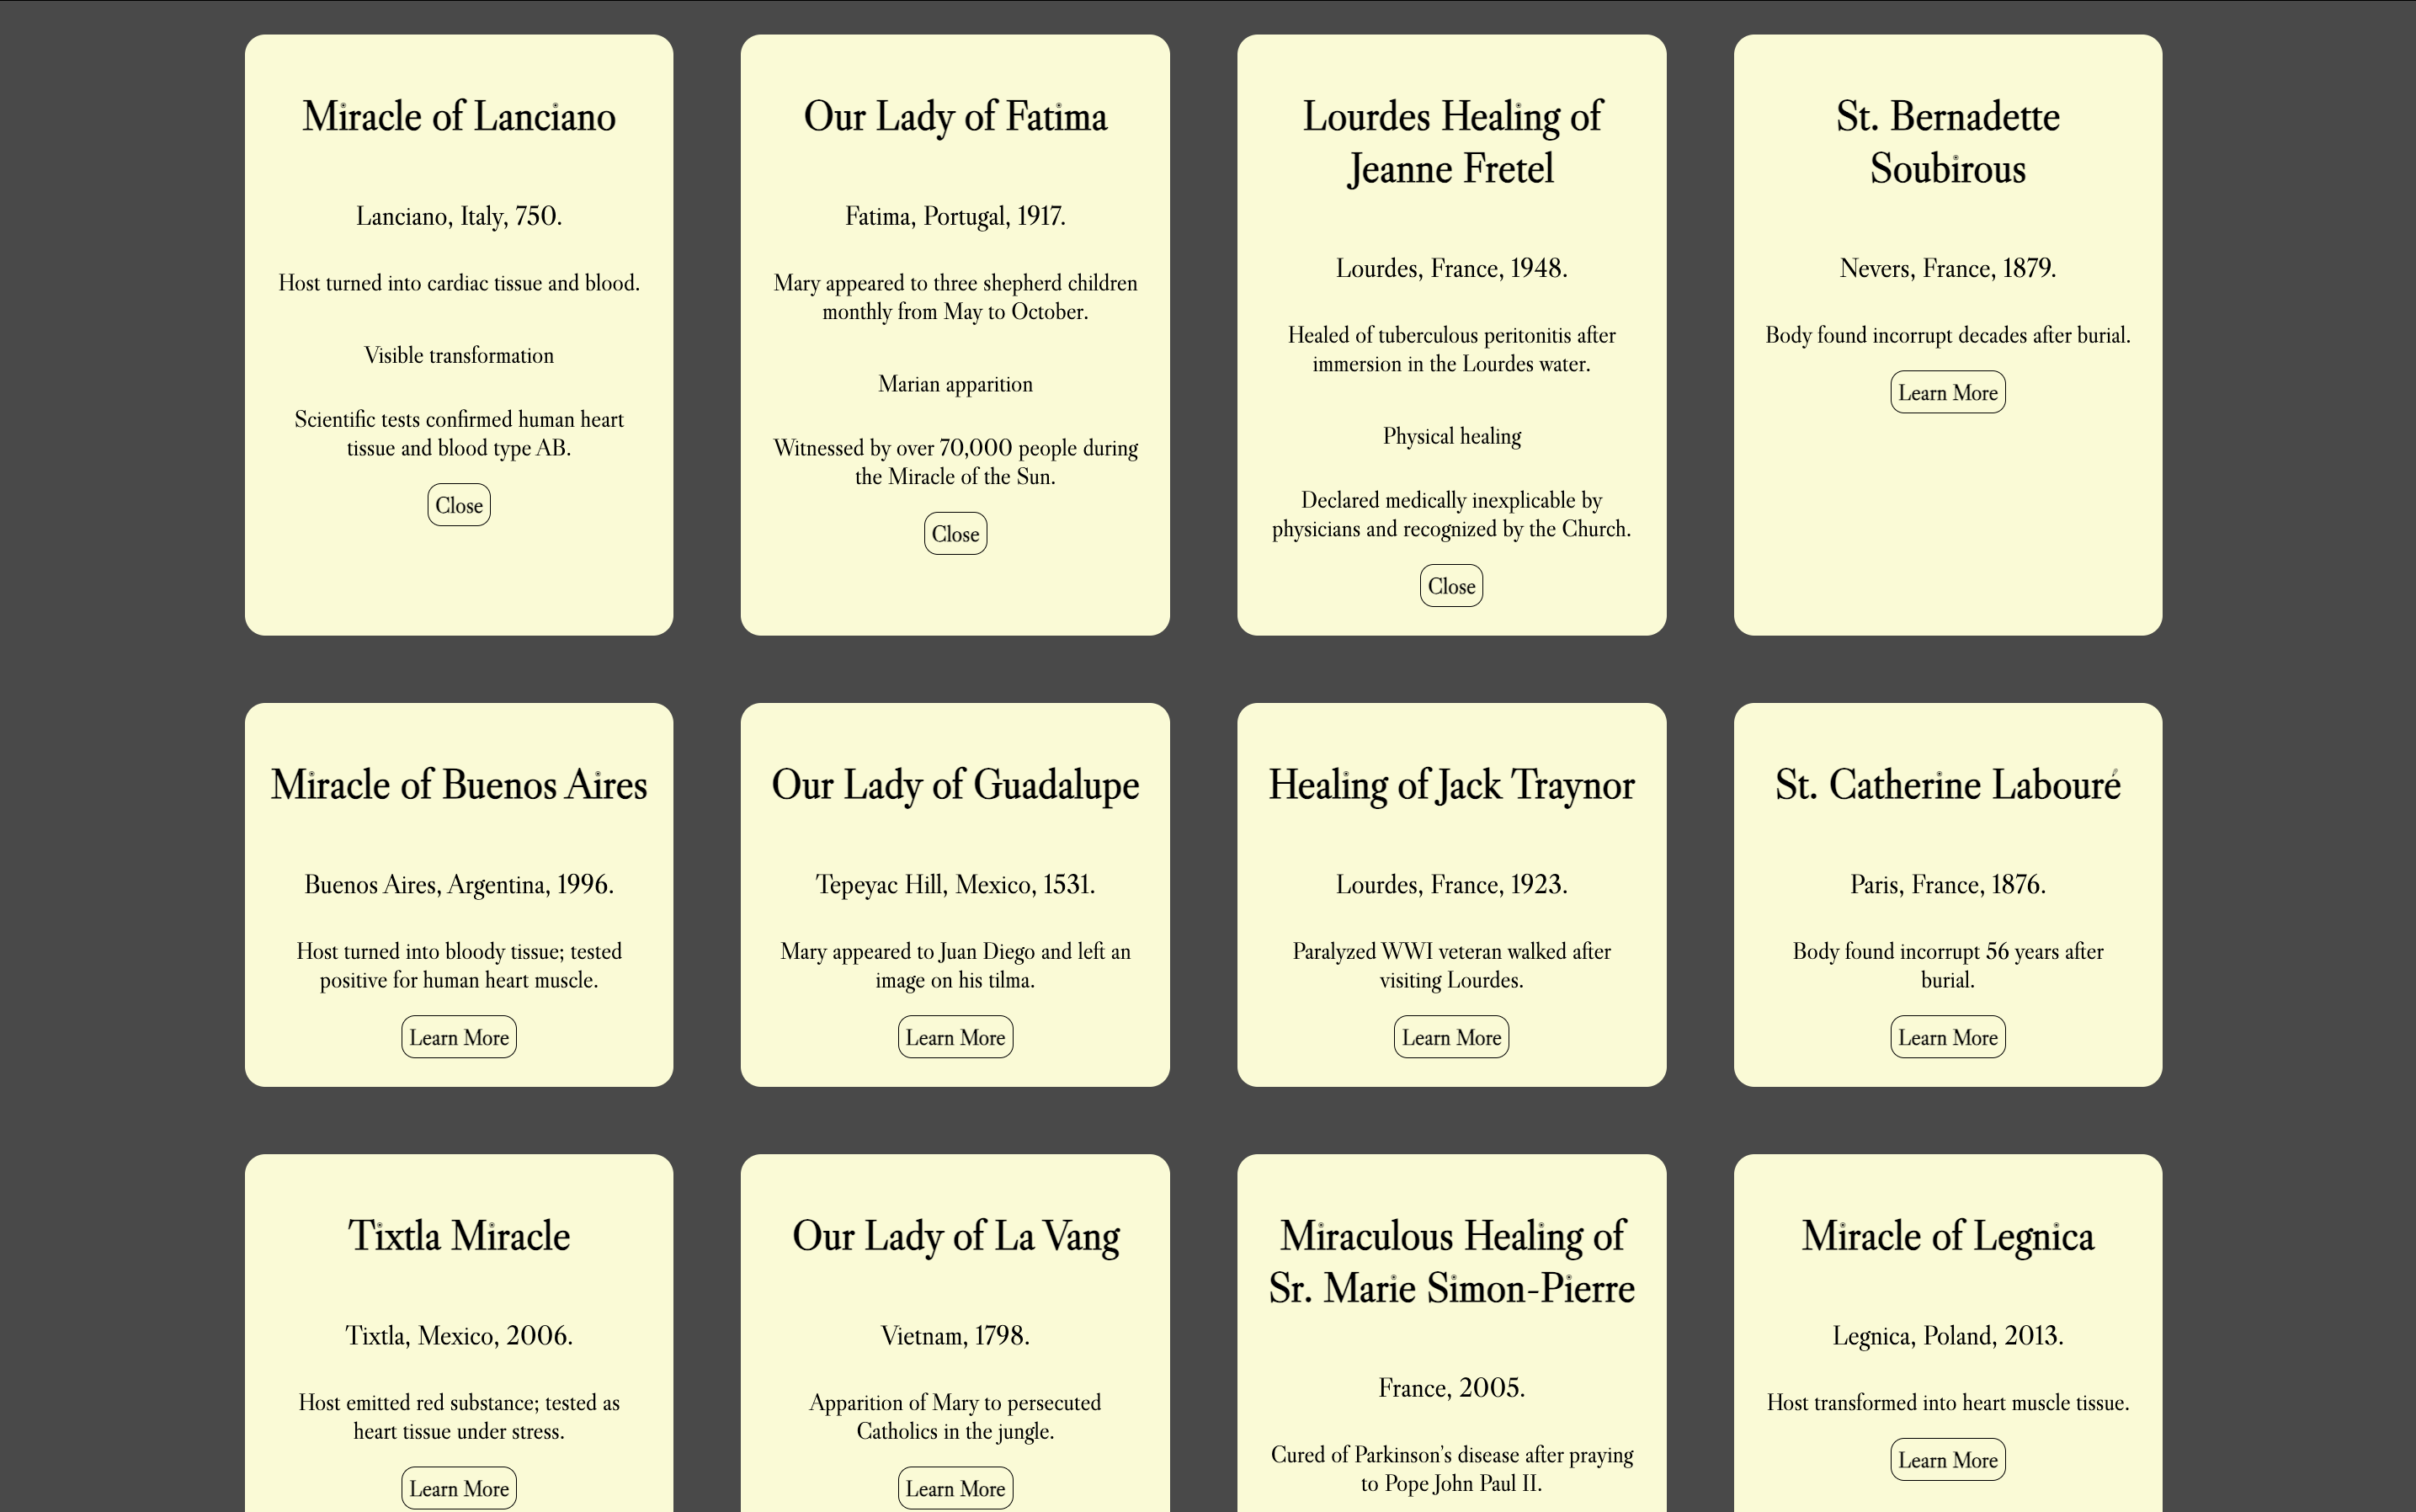 Miracle of Lanciano
Lanciano, Italy, 750.
Host turned into cardiac tissue and blood.
Visible transformation
Scientific tests confirmed human heart
tissue and blood type AB.
Close
Our Lady of Fatima
Fatima, Portugal, 1917.
Mary appeared to three shepherd children
monthly from May to October.
Marian apparition
Witnessed by over 70,000 people during
the Miracle of the Sun.
Close
Lourdes Healing of
Jeanne Fretel
Lourdes, France, 1948.
Healed of tuberculous peritonitis after
immersion in the Lourdes water.
Physical healing
Declared medically inexplicable by
physicians and recognized by the Church.
Close
St. Bernadette
Soubirous
Nevers, France, 1879.
Body found incorrupt decades after burial.
Learn More
Miracle of Buenos Aires
Buenos Aires, Argentina, 1996.
Host turned into bloody tissue; tested
positive for human heart muscle.
Learn More
Our Lady of Guadalupe
Tepeyac Hill, Mexico, 1531.
Mary appeared to Juan Diego and left an
image on his tilma.
Learn More
Healing of Jack Traynor
Lourdes, France, 1923.
Paralyzed WWI veteran walked after
visiting Lourdes.
Learn More
St. Catherine Labouré
Paris, France, 1876.
Body found incorrupt 56 years after
burial.
Learn More
Tixtla Miracle
Tixtla, Mexico, 2006.
Host emitted red substance; tested as
heart tissue under stress.
Learn More
Our Lady of La Vang
Vietnam, 1798.
Apparition of Mary to persecuted
Catholics in the jungle.
Learn More
Miraculous Healing of
Sr. Marie Simon-Pierre
France, 2005.
Cured of Parkinson's disease after praying
to Pope John Paul II.
Miracle of Legnica
Legnica, Poland, 2013.
Host transformed into heart muscle tissue.
Learn More